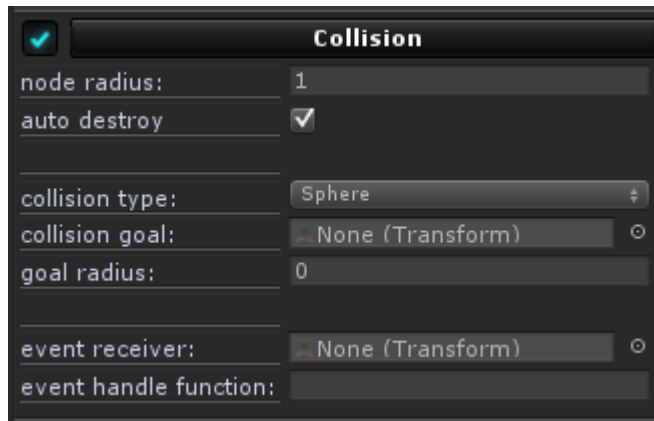 Collision
node radius: 1
auto destroy
collision type: Sphere
collision goal: None (Transform)
goal radius: 0
event receiver: None (Transform)
event handle function: